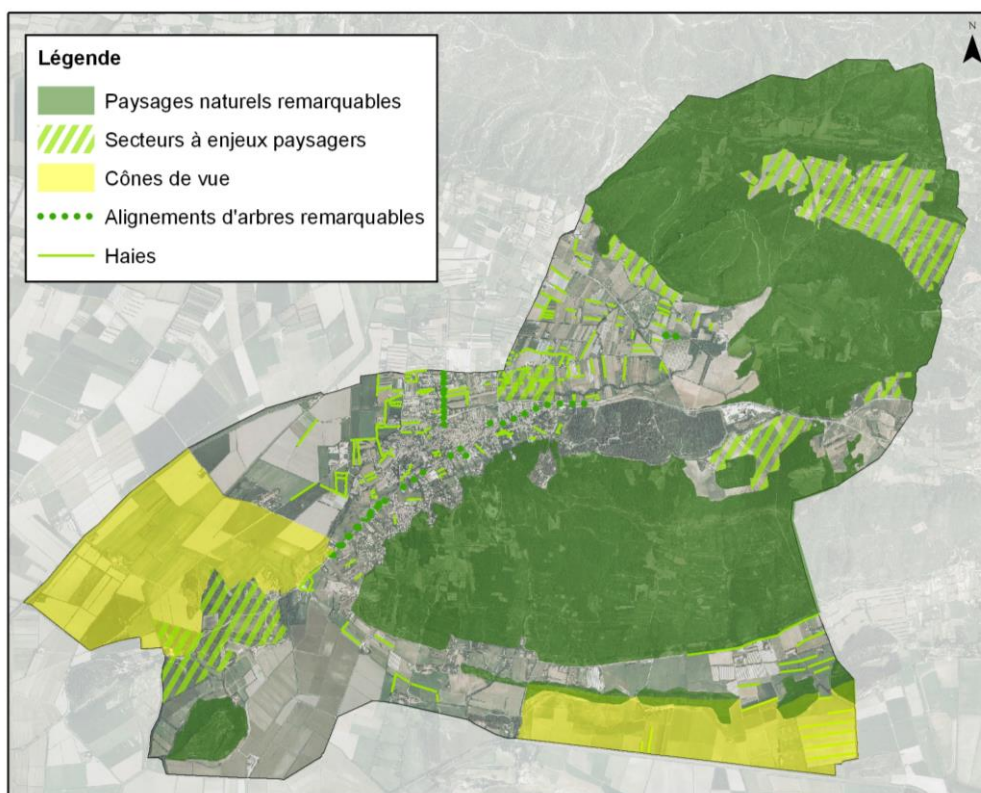 N
Légende
Paysages naturels remarquables
Secteurs à enjeux paysagers
Cônes de vue
Alignements d'arbres remarquables
Haies